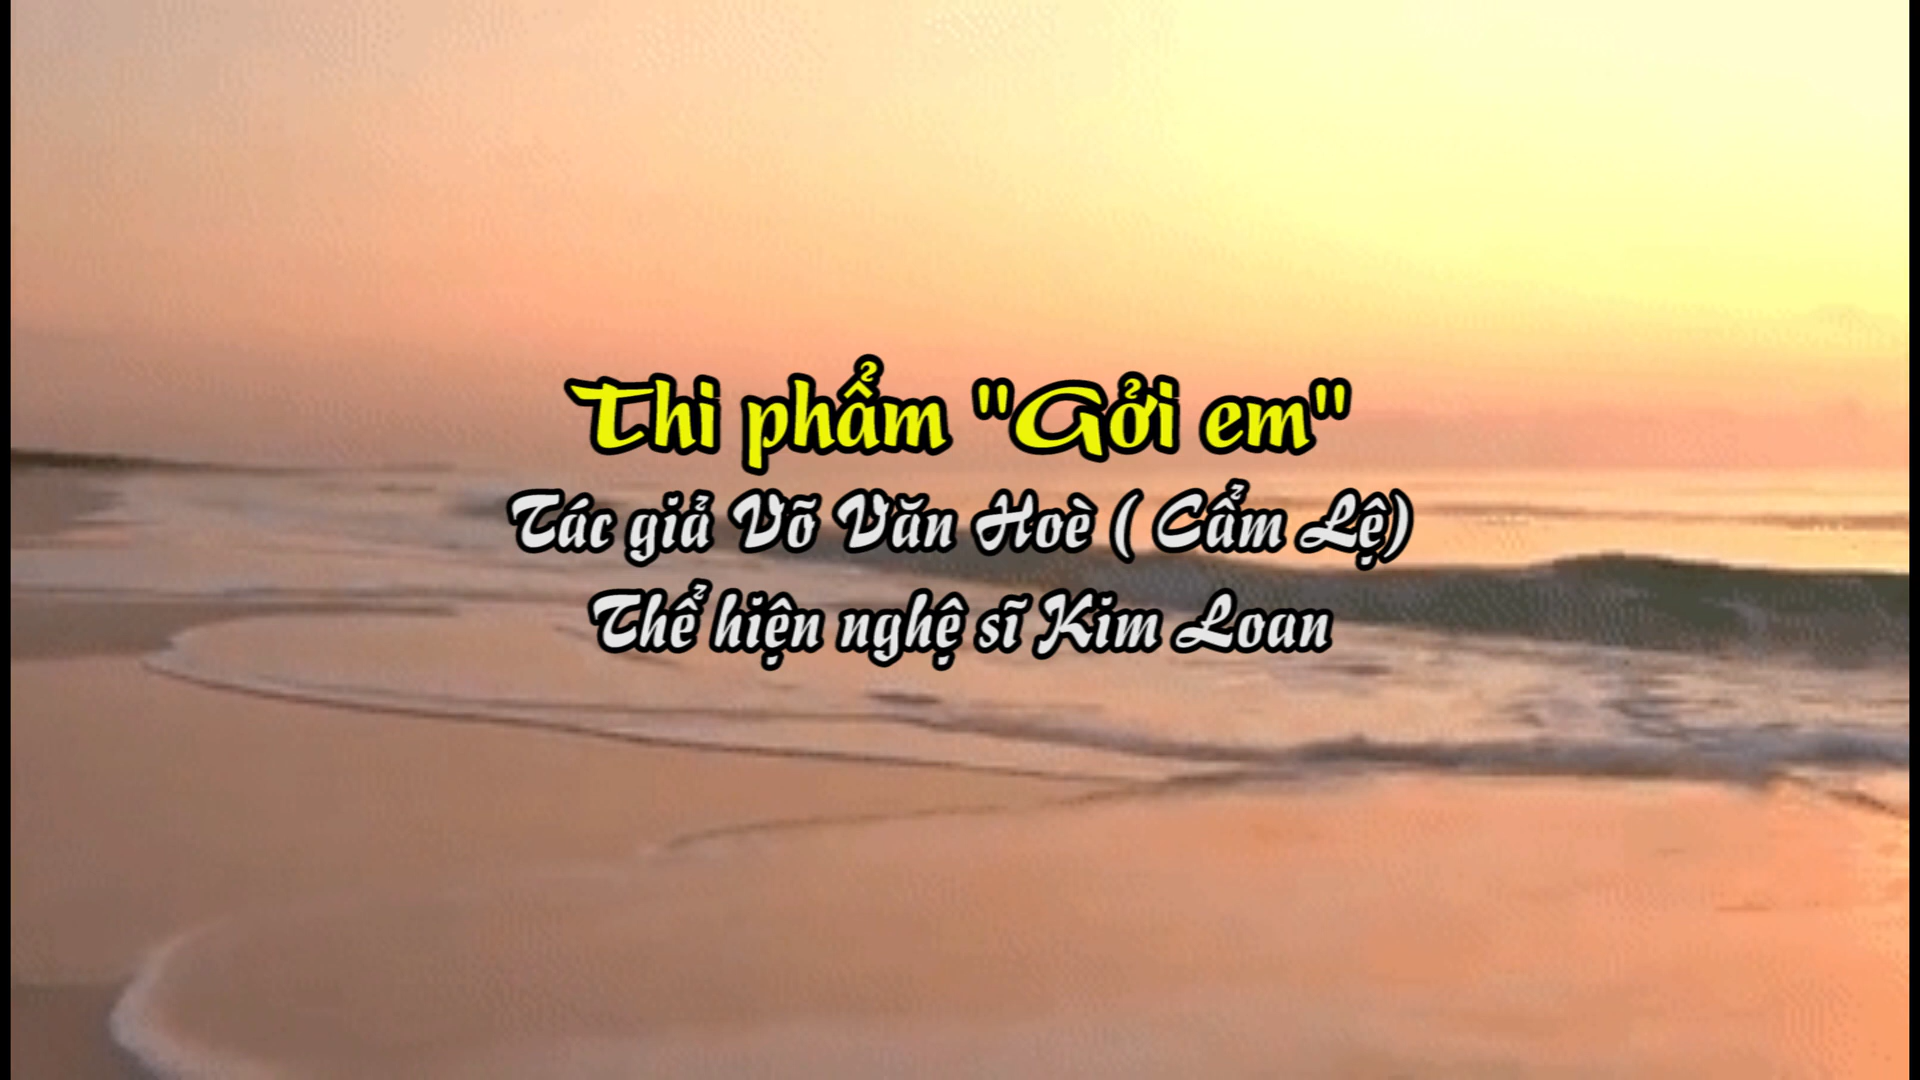 Thi phẩm "Gởi em"
Tác giả Võ Văn Hoè ( Cẩm Lệ)
Thể hiện nghệ sĩ Kim Loan